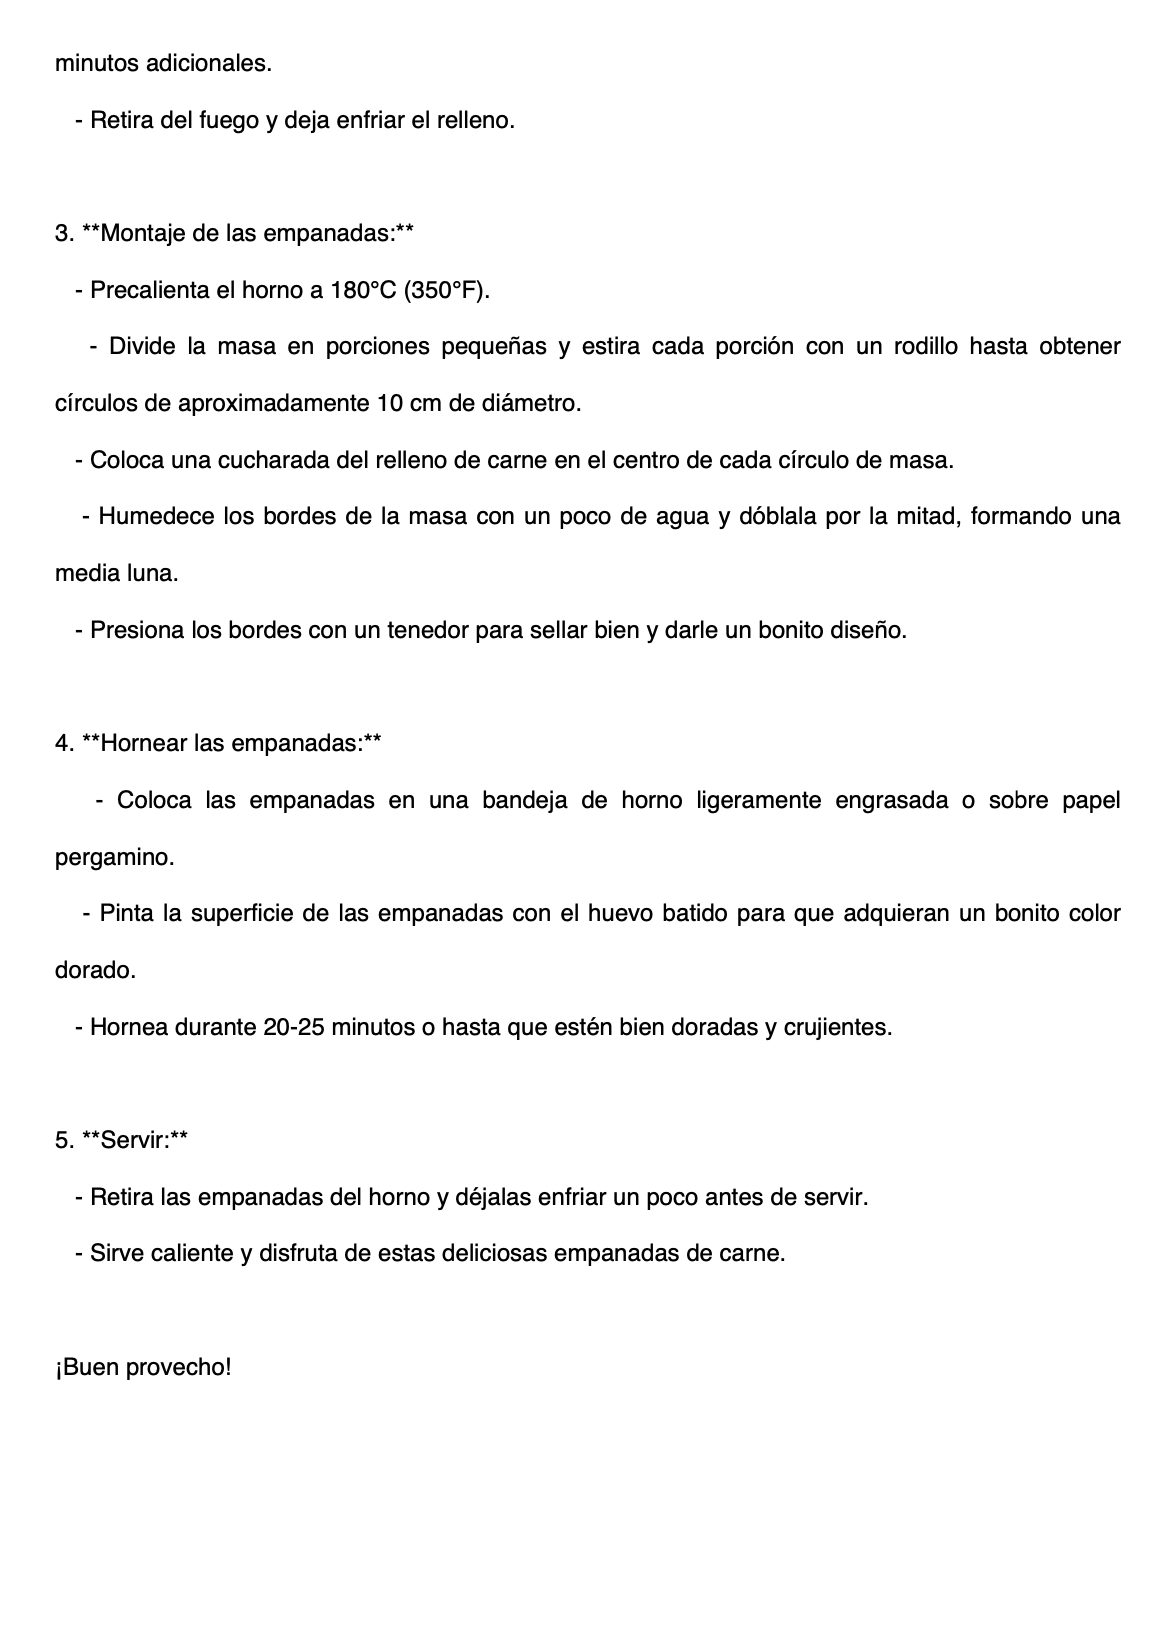 minutos adicionales.
- Retira del fuego y deja enfriar el relleno.
3. **Montaje de las empanadas:**
- Precalienta el horno a 180°C (350°F).
- Divide la masa en porciones pequeñas y estira cada porción con un rodillo hasta obtener
círculos de aproximadamente 10 cm de diámetro.
- Coloca una cucharada del relleno de carne en el centro de cada círculo de masa.
- Humedece los bordes de la masa con un poco de agua y dóblala por la mitad, formando una
media luna.
- Presiona los bordes con un tenedor para sellar bien y darle un bonito diseño.
4. **Hornear las empanadas:**
- Coloca las empanadas en una bandeja de horno ligeramente engrasada o sobre papel
pergamino.
- Pinta la superficie de las empanadas con el huevo batido para que adquieran un bonito color
dorado.
- Hornea durante 20-25 minutos o hasta que estén bien doradas y crujientes.
5. **Servir:**
- Retira las empanadas del horno y déjalas enfriar un poco antes de servir.
- Sirve caliente y disfruta de estas deliciosas empanadas de carne.
¡Buen provecho!